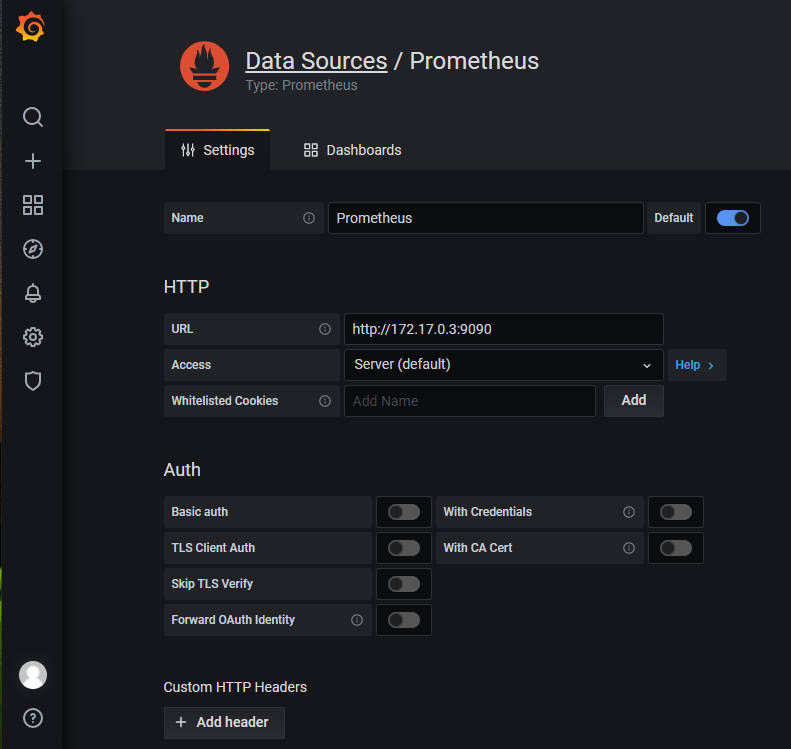 Data Sources / Prometheus
Type: Prometheus
Settings Dashboards
Name Prometheus Default
HTTP
URL http://172.17.0.3:9090
Access Server (default) Help
Whitelisted Cookies Add Name Add
Auth
Basic auth With Credentials
TLS Client Auth With CA Cert
Skip TLS Verify
Forward OAuth Identity
Custom HTTP Headers
Add header